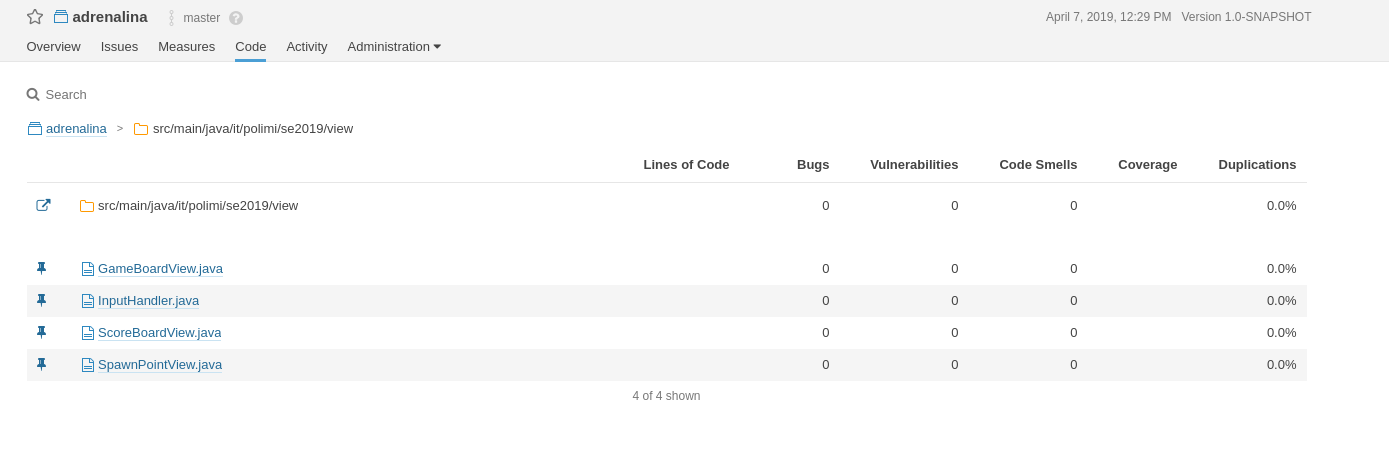 adrenalina master ? April 7, 2019, 12:29 PM Version 1.0-SNAPSHOT
Overview Issues Measures Code Activity Administration
Search
adrenalina > src/main/java/it/polimi/se2019/view
Lines of Code Bugs Vulnerabilities Code Smells Coverage Duplications
src/main/java/it/polimi/se2019/view 0 0 0 0.0%
GameBoardView.java 0 0 0 0.0%
InputHandler.java 0 0 0 0.0%
ScoreBoardView.java 0 0 0 0.0%
SpawnPointView.java 0 0 0 0.0%
4 of 4 shown